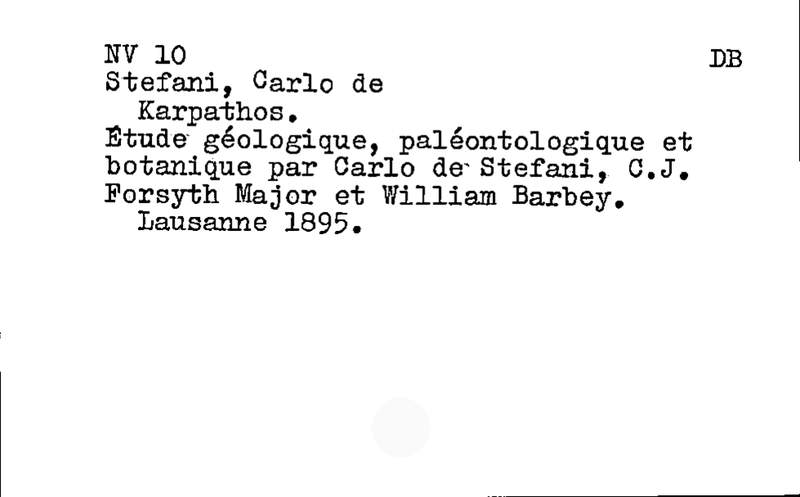 NV 10 DB
Stefani, Carlo de
Karpathos.
Étude géologique, paléontologique et
botanique par Carlo de Stefani, C.J.
Forsyth Major et William Barbey.
Lausanne 1895.